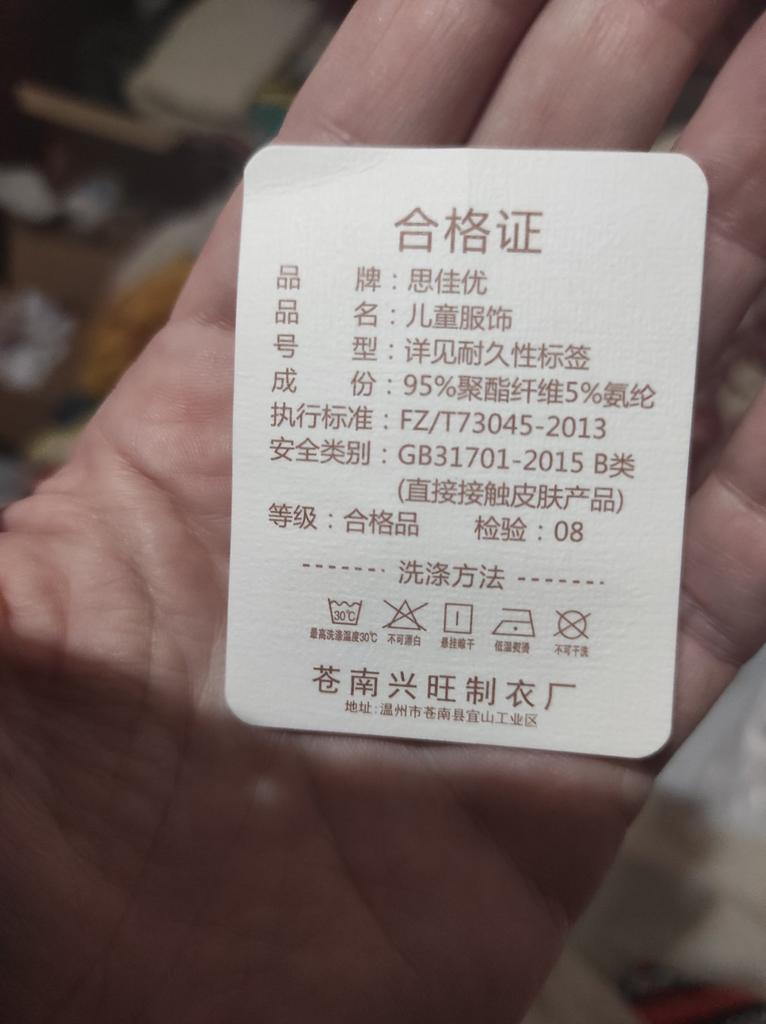 合格证
品 牌：思佳优
品 名：儿童服饰
号 型：详见耐久性标签
成 份：95%聚酯纤维5%氨纶
执行标准：FZ/T73045-2013
安全类别：GB31701-2015 B类
(直接接触皮肤产品)
等级：合格品 检验：08
------- 洗涤方法 -------
30℃
最高洗涤温度30℃ 不可漂白 悬挂晾干 低温熨烫 不可干洗
苍南兴旺制衣厂
地址:温州市苍南县宜山工业区